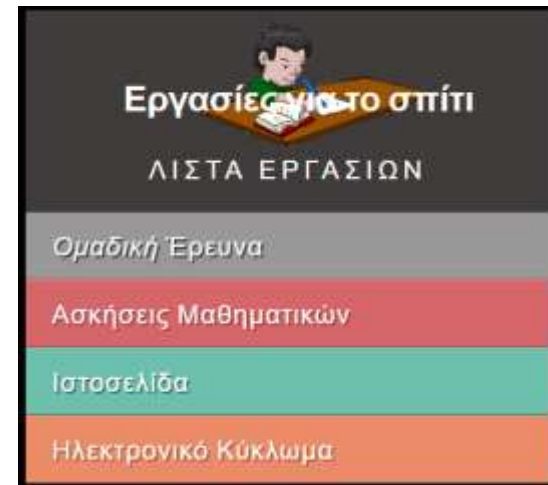 Εργασίες για το σπίτι
ΛΙΣΤΑ ΕΡΓΑΣΙΩΝ
Ομαδική Έρευνα
Ασκήσεις Μαθηματικών
Ιστοσελίδα
Ηλεκτρονικό Κύκλωμα